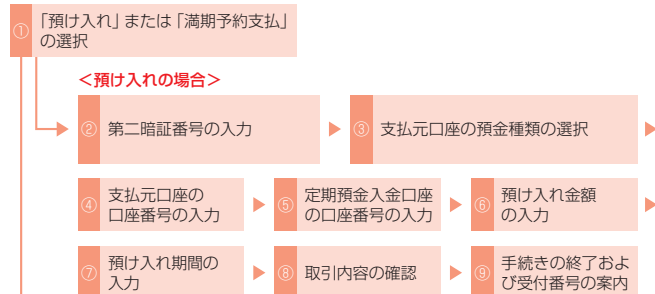 ① 「預け入れ」または「満期予約支払」
の選択
＜預け入れの場合＞
② 第二暗証番号の入力
③ 支払元口座の預金種類の選択
④ 支払元口座の
口座番号の入力
⑤ 定期預金入金口座
の口座番号の入力
⑥ 預け入れ金額
の入力
⑦ 預け入れ期間の
入力
⑧ 取引内容の確認
⑨ 手続きの終了およ
び受付番号の案内